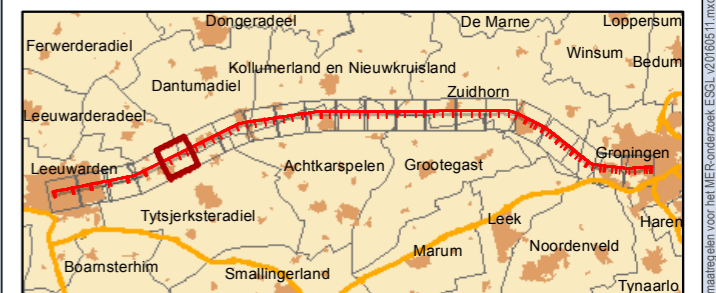 Dongeradeel
De Marne
Loppersum
Ferwerderadiel
Winsum
Bedum
Kollumerland en Nieuwkruisland
Dantumadiel
Zuidhorn
Leeuwarderadeel
Groningen
Leeuwarden
Achtkarspelen
Grootegast
Tytsjerksteradiel
Leek
Haren
Marum
Noordenveld
Boarnsterhim
Smallingerland
Tynaarlo
maatregelen voor het MER-onderzoek ESGL v20160511.mxd